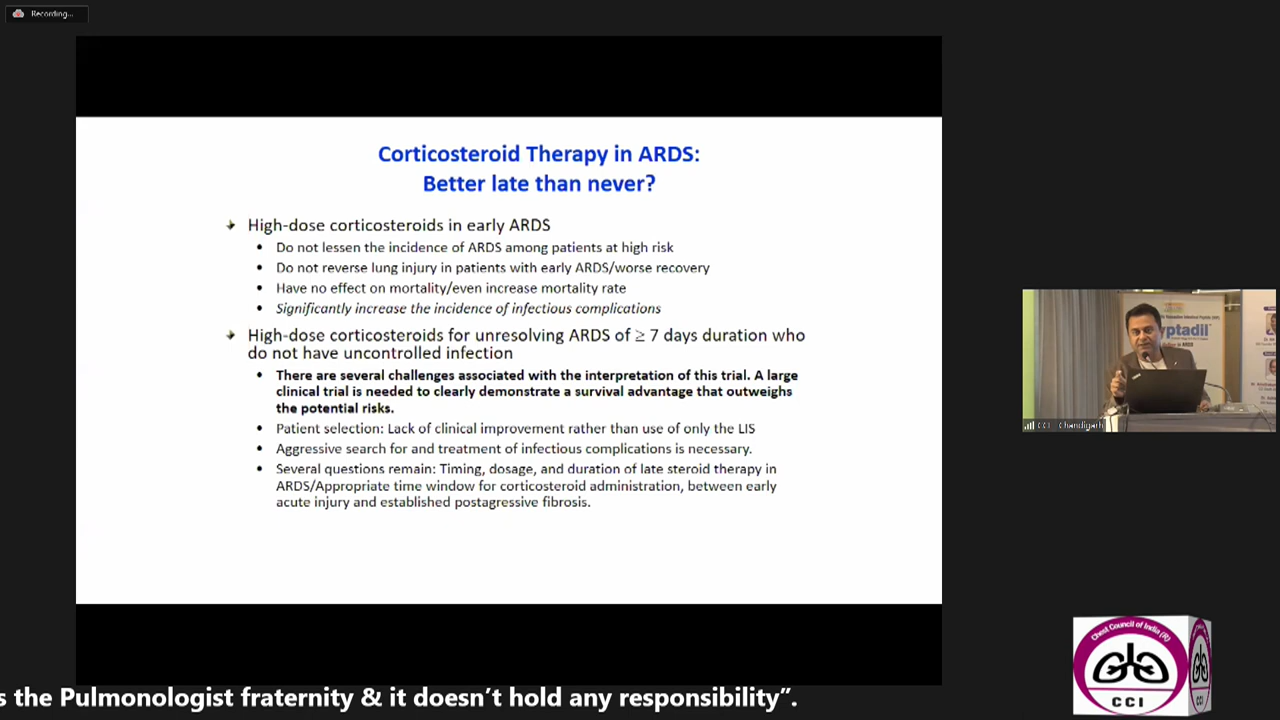 Recording...
Corticosteroid Therapy in ARDS:
Better late than never?
High-dose corticosteroids in early ARDS
• Do not lessen the incidence of ARDS among patients at high risk
• Do not reverse lung injury in patients with early ARDS/worse recovery
• Have no effect on mortality/even increase mortality rate
• Significantly increase the incidence of infectious complications
High-dose corticosteroids for unresolving ARDS of ≥ 7 days duration who
do not have uncontrolled infection
• There are several challenges associated with the interpretation of this trial. A large
clinical trial is needed to clearly demonstrate a survival advantage that outweighs
the potential risks.
• Patient selection: Lack of clinical improvement rather than use of only the LIS
• Aggressive search for and treatment of infectious complications is necessary.
• Several questions remain: Timing, dosage, and duration of late steroid therapy in
ARDS/Appropriate time window for corticosteroid administration, between early
acute injury and established postagressive fibrosis.
yptadil
CCI Chandigarh
Chest Council of India (R)
CCI
s the Pulmonologist fraternity & it doesn't hold any responsibility".